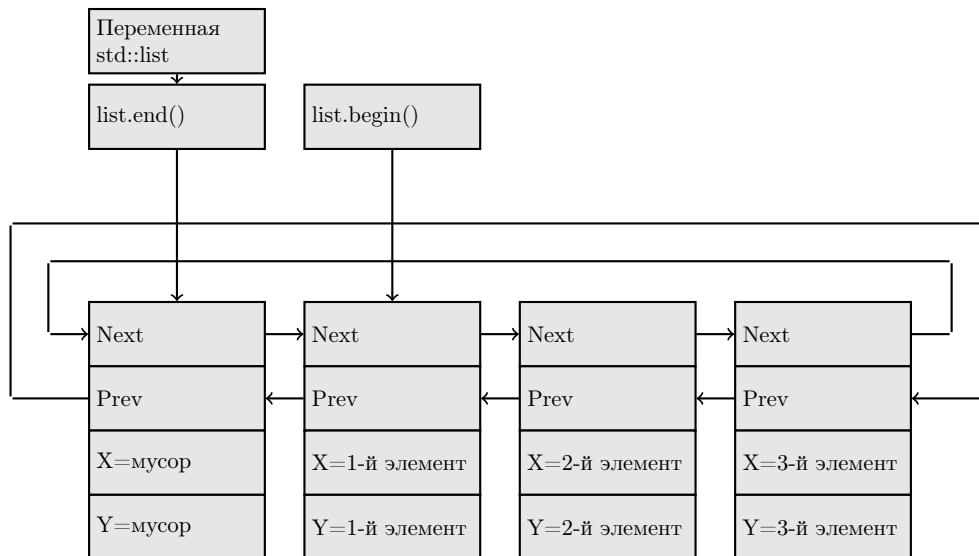 Переменная
std::list
list.end()
list.begin()
Next
Next
Next
Next
Prev
Prev
Prev
Prev
X=мусор
X=1-й элемент
X=2-й элемент
X=3-й элемент
Y=мусор
Y=1-й элемент
Y=2-й элемент
Y=3-й элемент